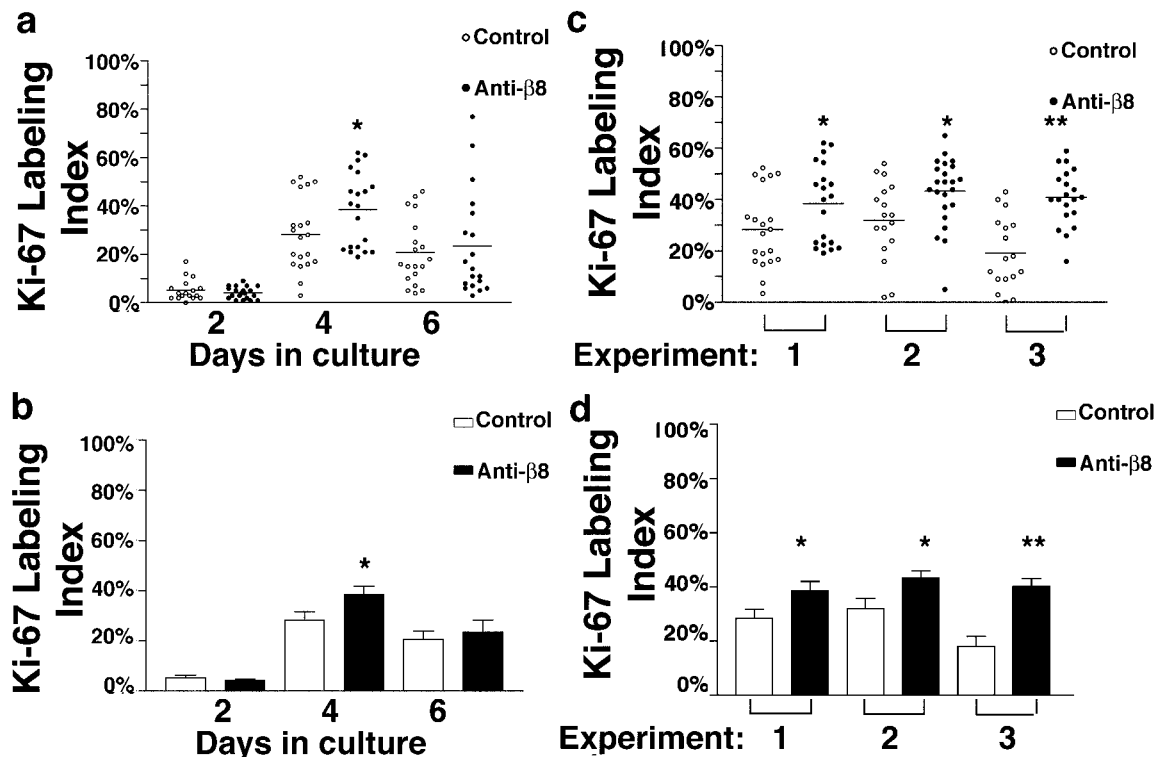 a
Control
Anti-β8
100%
80%
60%
40%
20%
0%
Ki-67 Labeling
Index
*
2 4 6
Days in culture
c
Control
Anti-β8
100%
80%
60%
40%
20%
0%
Ki-67 Labeling
Index
* * **
Experiment: 1 2 3
b
Control
Anti-β8
100%
80%
60%
40%
20%
0%
Ki-67 Labeling
Index
*
2 4 6
Days in culture
d
Control
Anti-β8
100%
80%
60%
40%
20%
0%
Ki-67 Labeling
Index
* * **
Experiment: 1 2 3